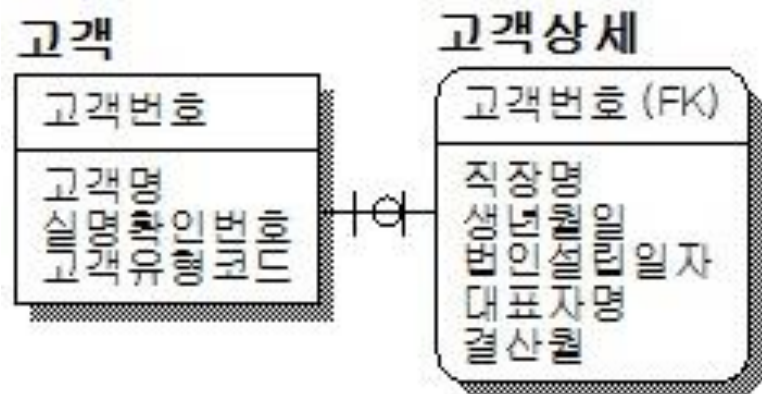 고객
고객번호
고객명
실명확인번호
고객유형코드
고객상세
고객번호 (FK)
직장명
생년월일
법인설립일자
대표자명
결산월